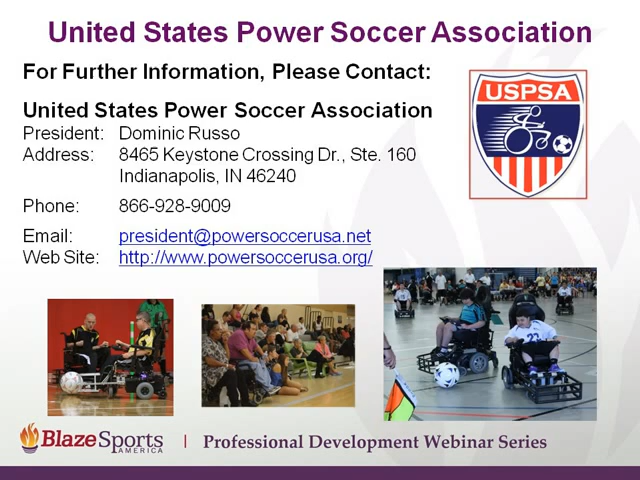 United States Power Soccer Association
For Further Information, Please Contact:
United States Power Soccer Association
President: Dominic Russo
Address: 8465 Keystone Crossing Dr., Ste. 160
Indianapolis, IN 46240
Phone: 866-928-9009
Email: president@powersoccerusa.net
Web Site: http://www.powersoccerusa.org/
USPSA
BlazeSports
AMERICA
| Professional Development Webinar Series